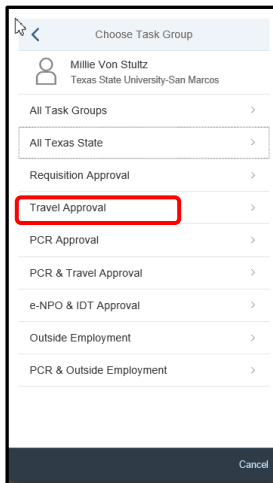 Choose Task Group
Millie Von Stultz
Texas State University-San Marcos
All Task Groups
All Texas State
Requisition Approval
Travel Approval
PCR Approval
PCR & Travel Approval
e-NPO & IDT Approval
Outside Employment
PCR & Outside Employment
Cancel